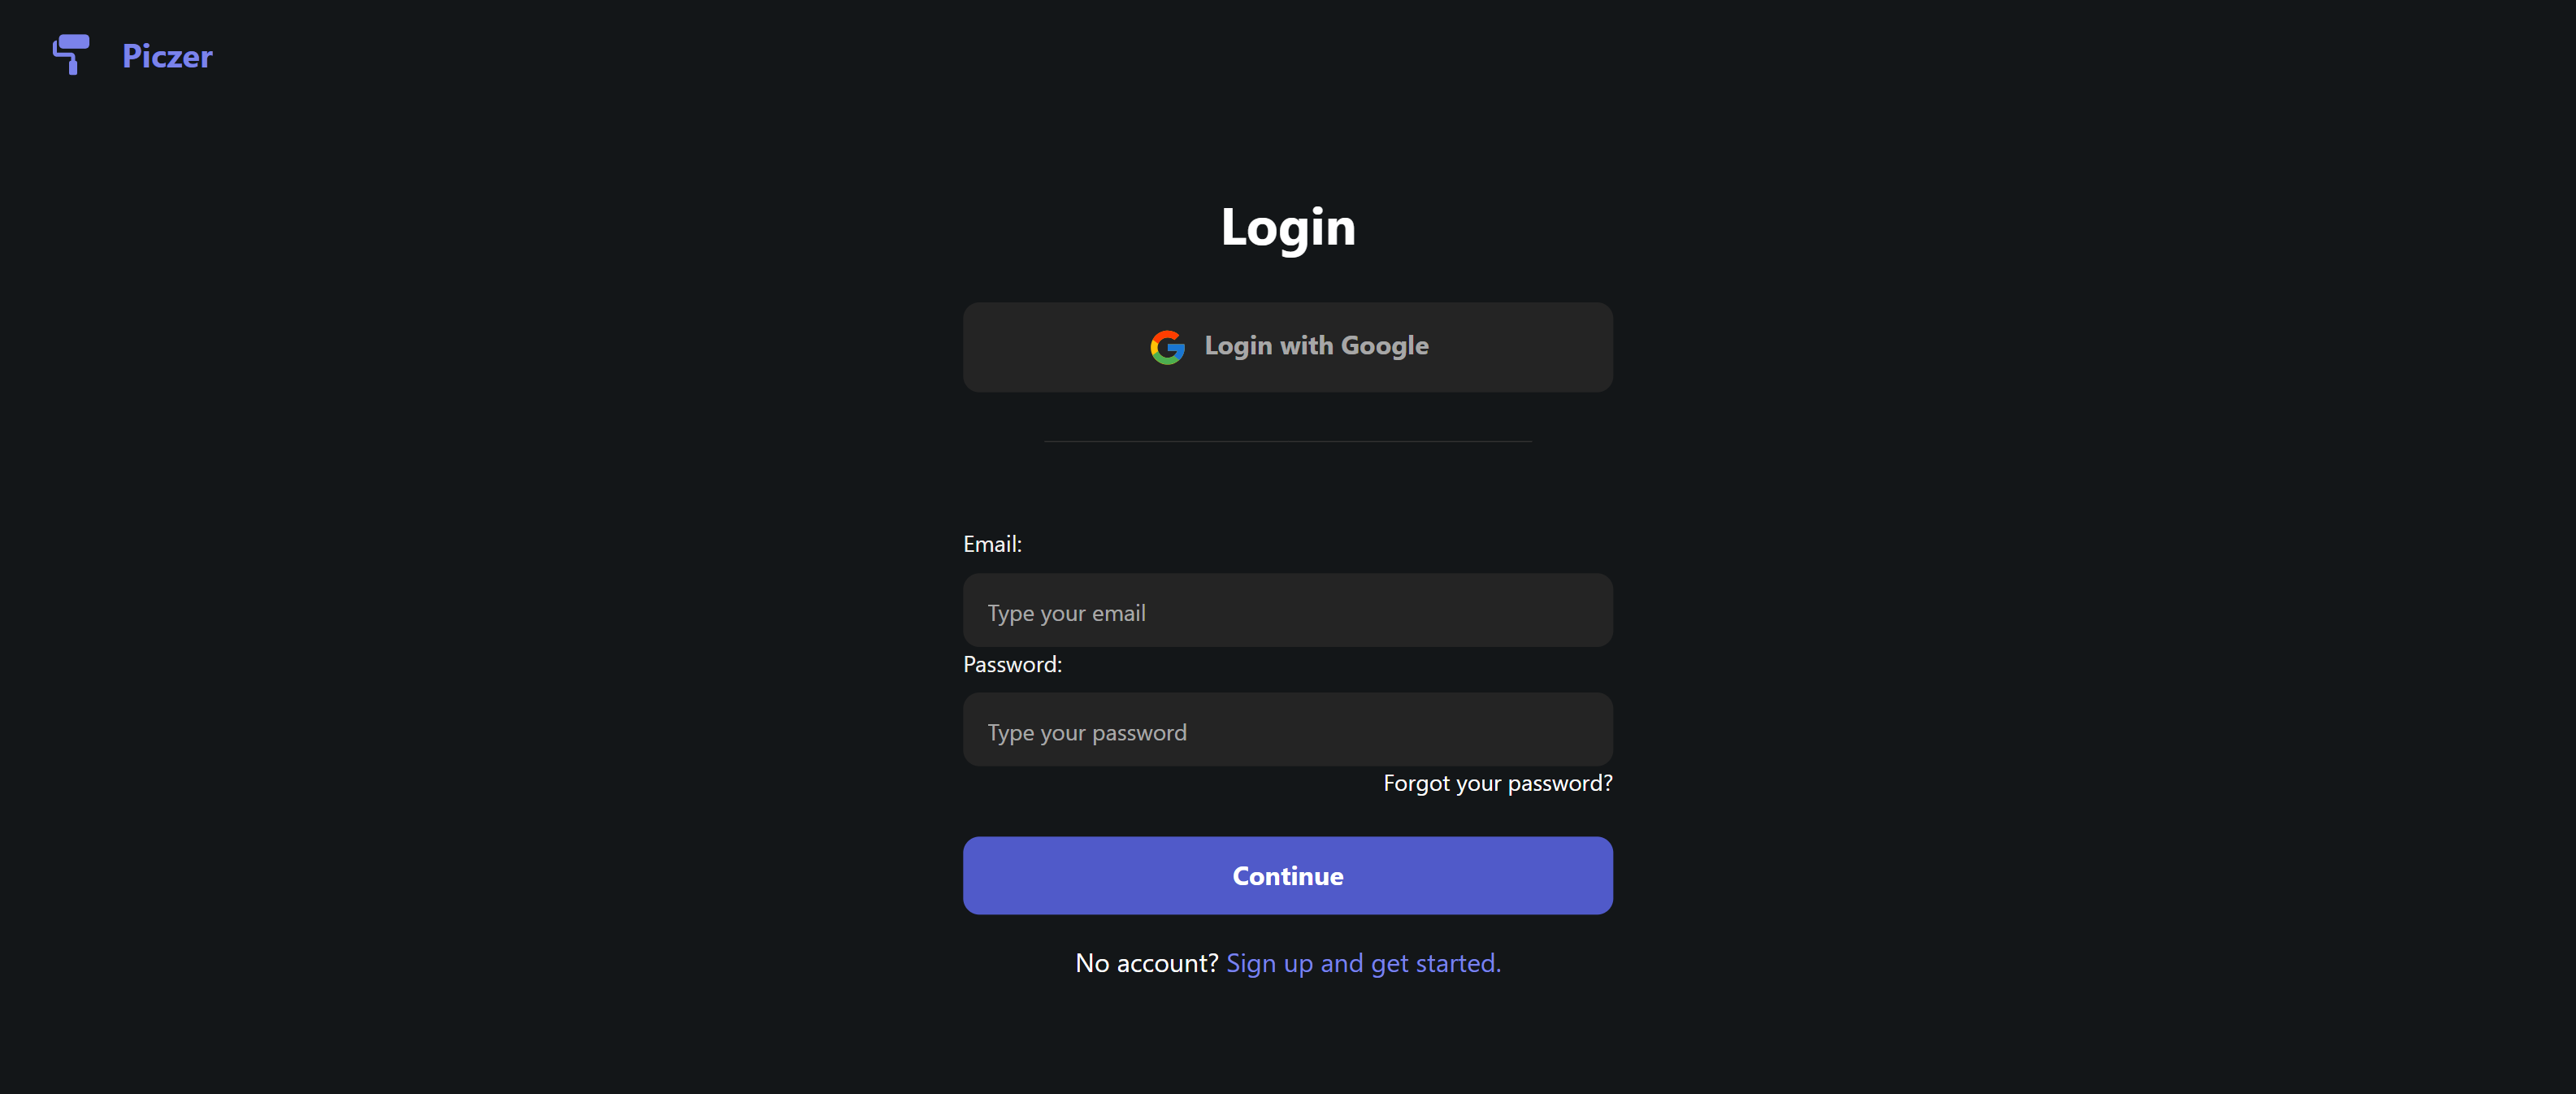 Piczer
Login
Login with Google
Email:
Type your email
Password:
Type your password
Forgot your password?
Continue
No account? Sign up and get started.